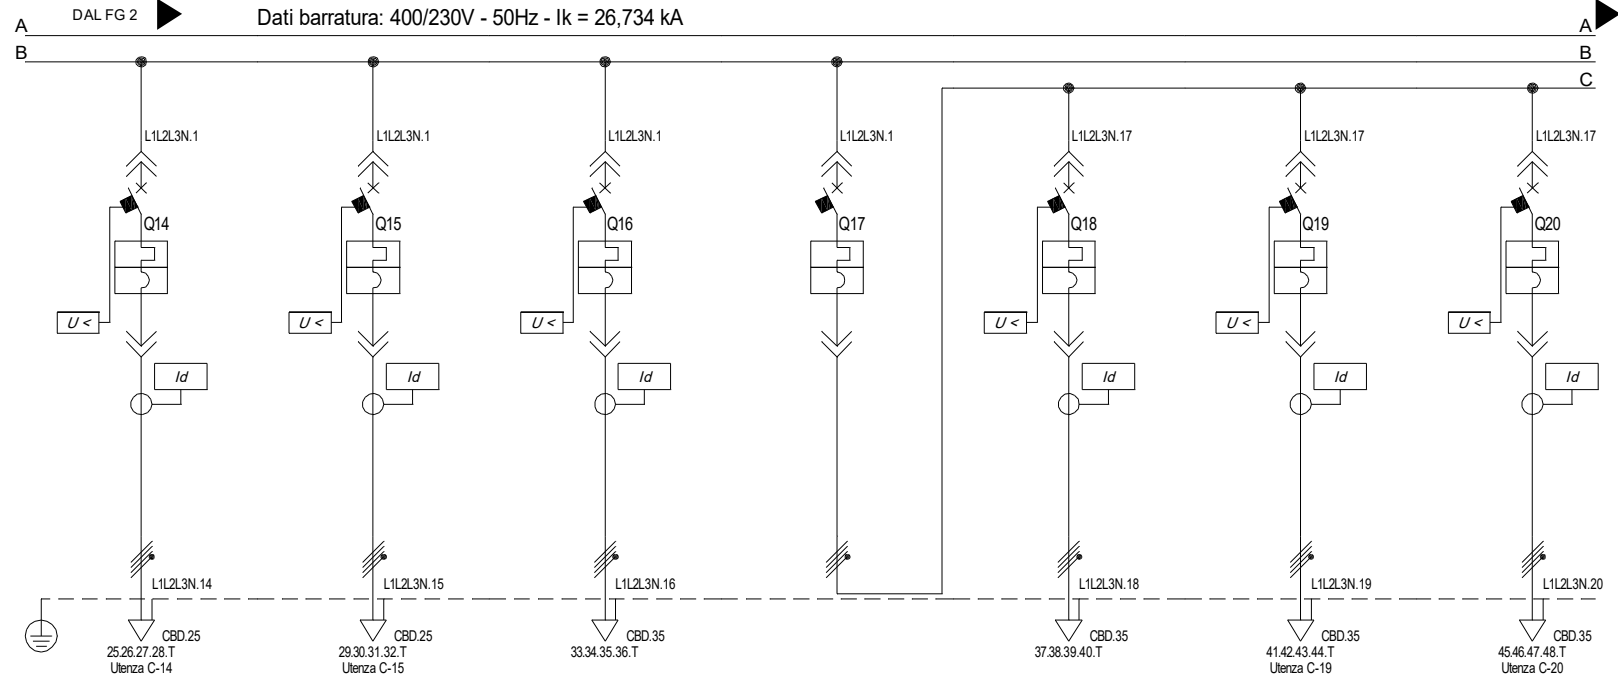 DAL FG 2
Dati barratura: 400/230V - 50Hz - Ik = 26,734 kA
A A
B B
C
L1L2L3N.1 L1L2L3N.1 L1L2L3N.1 L1L2L3N.1 L1L2L3N.17 L1L2L3N.17 L1L2L3N.17
Q14 Q15 Q16 Q17 Q18 Q19 Q20
U < U < U < U < U < U <
Id Id Id Id Id Id
L1L2L3N.14 L1L2L3N.15 L1L2L3N.16 L1L2L3N.18 L1L2L3N.19 L1L2L3N.20
CBD.25 CBD.25 CBD.35 CBD.35 CBD.35 CBD.35
25.26.27.28.T 29.30.31.32.T 33.34.35.36.T 37.38.39.40.T 41.42.43.44.T 45.46.47.48.T
Utenza C-14 Utenza C-15 Utenza C-19 Utenza C-20